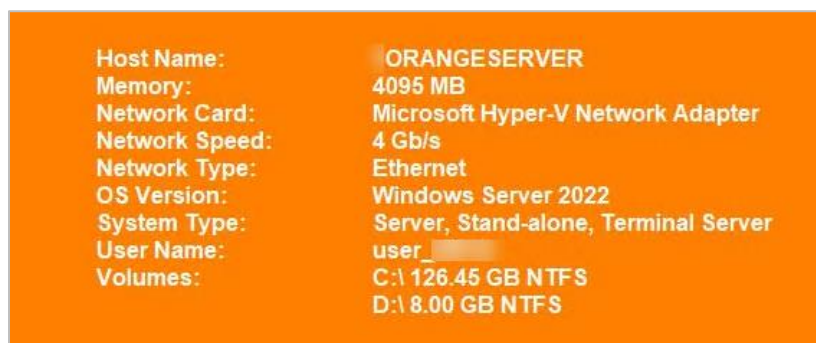 Host Name: ORANGESERVER
Memory: 4095 MB
Network Card: Microsoft Hyper-V Network Adapter
Network Speed: 4 Gb/s
Network Type: Ethernet
OS Version: Windows Server 2022
System Type: Server, Stand-alone, Terminal Server
User Name: user_
Volumes: C:\ 126.45 GB NTFS
D:\ 8.00 GB NTFS